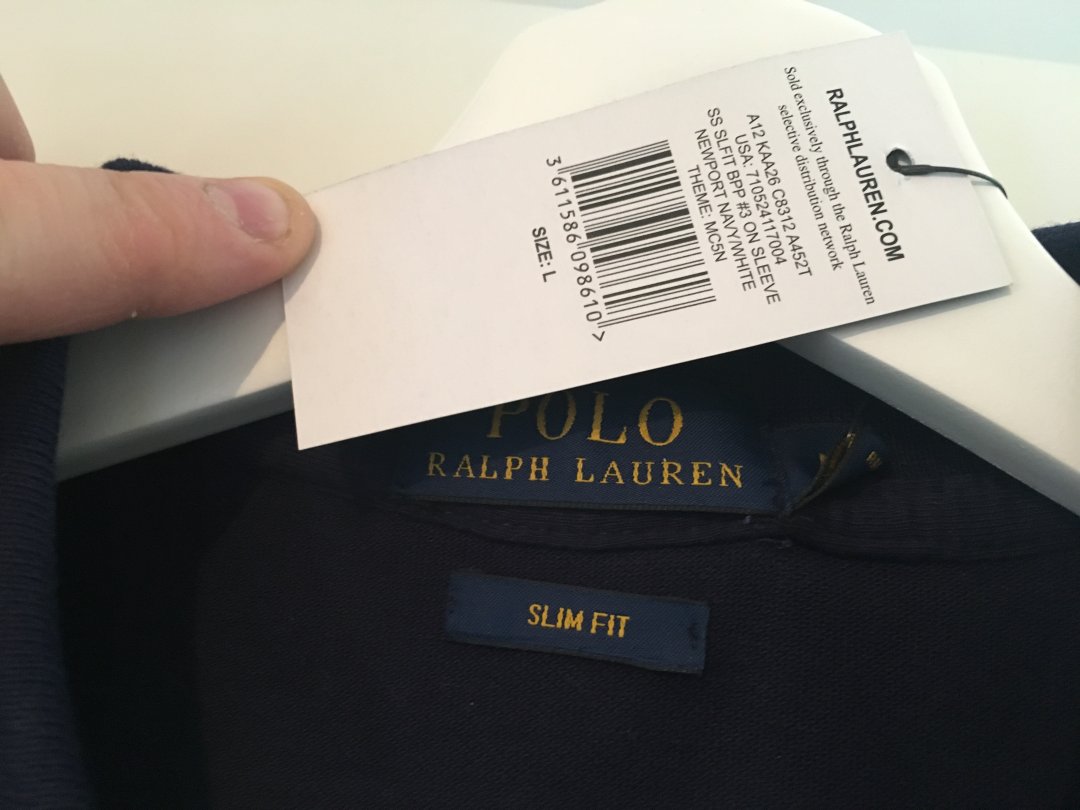 RALPHLAUREN.COM
Sold exclusively through the Ralph Lauren
selective distribution network
A12 KAA26 C8312 A452T
USA: 710524117004
SS SLFIT BPP #3 ON SLEEVE
NEWPORT NAVY/WHITE
THEME: MC5N
3 611586 098610 >
SIZE: L
POLO
RALPH LAUREN
SLIM FIT